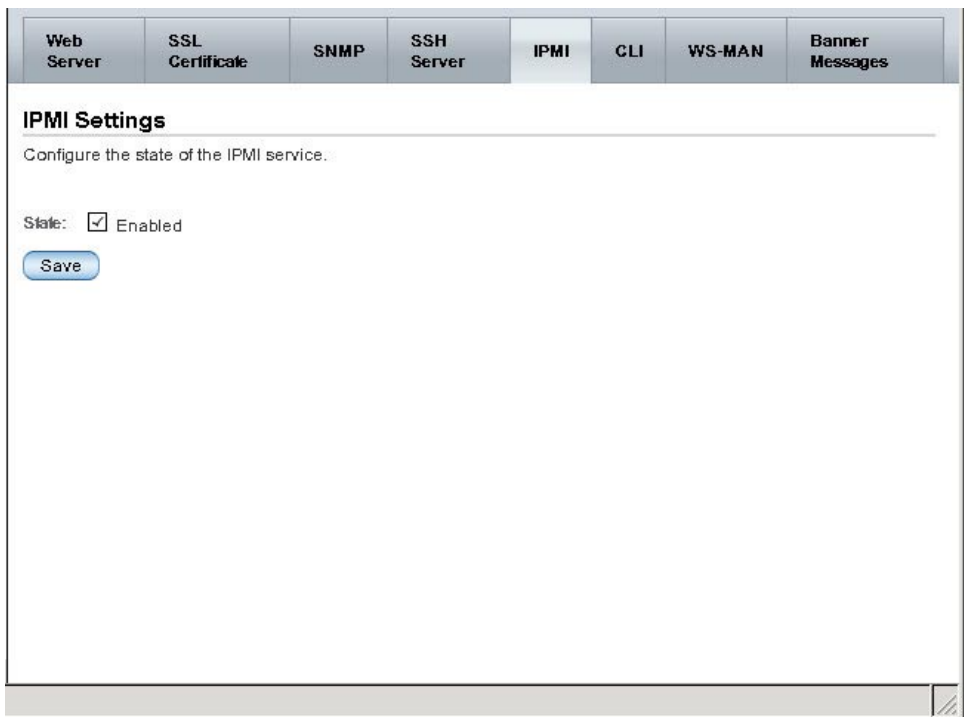 Web Server
SSL Certificate
SNMP
SSH Server
IPMI
CLI
WS-MAN
Banner Messages
IPMI Settings
Configure the state of the IPMI service.
State: Enabled
Save